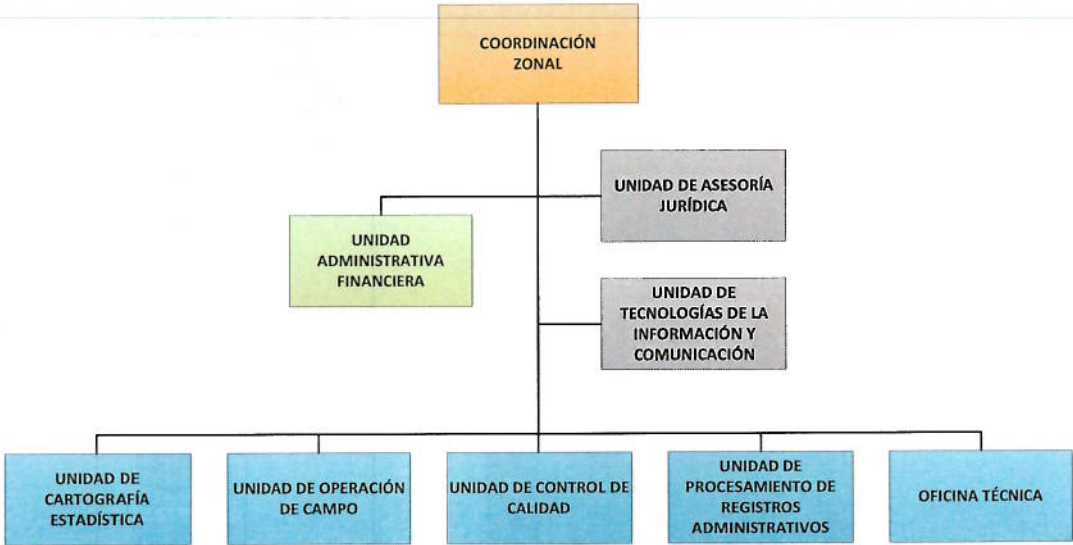 COORDINACIÓN
ZONAL
UNIDAD DE ASESORÍA
JURÍDICA
UNIDAD
ADMINISTRATIVA
FINANCIERA
UNIDAD DE
TECNOLOGÍAS DE LA
INFORMACIÓN Y
COMUNICACIÓN
UNIDAD DE
CARTOGRAFÍA
ESTADÍSTICA
UNIDAD DE OPERACIÓN
DE CAMPO
UNIDAD DE CONTROL DE
CALIDAD
UNIDAD DE
PROCESAMIENTO DE
REGISTROS
ADMINISTRATIVOS
OFICINA TÉCNICA